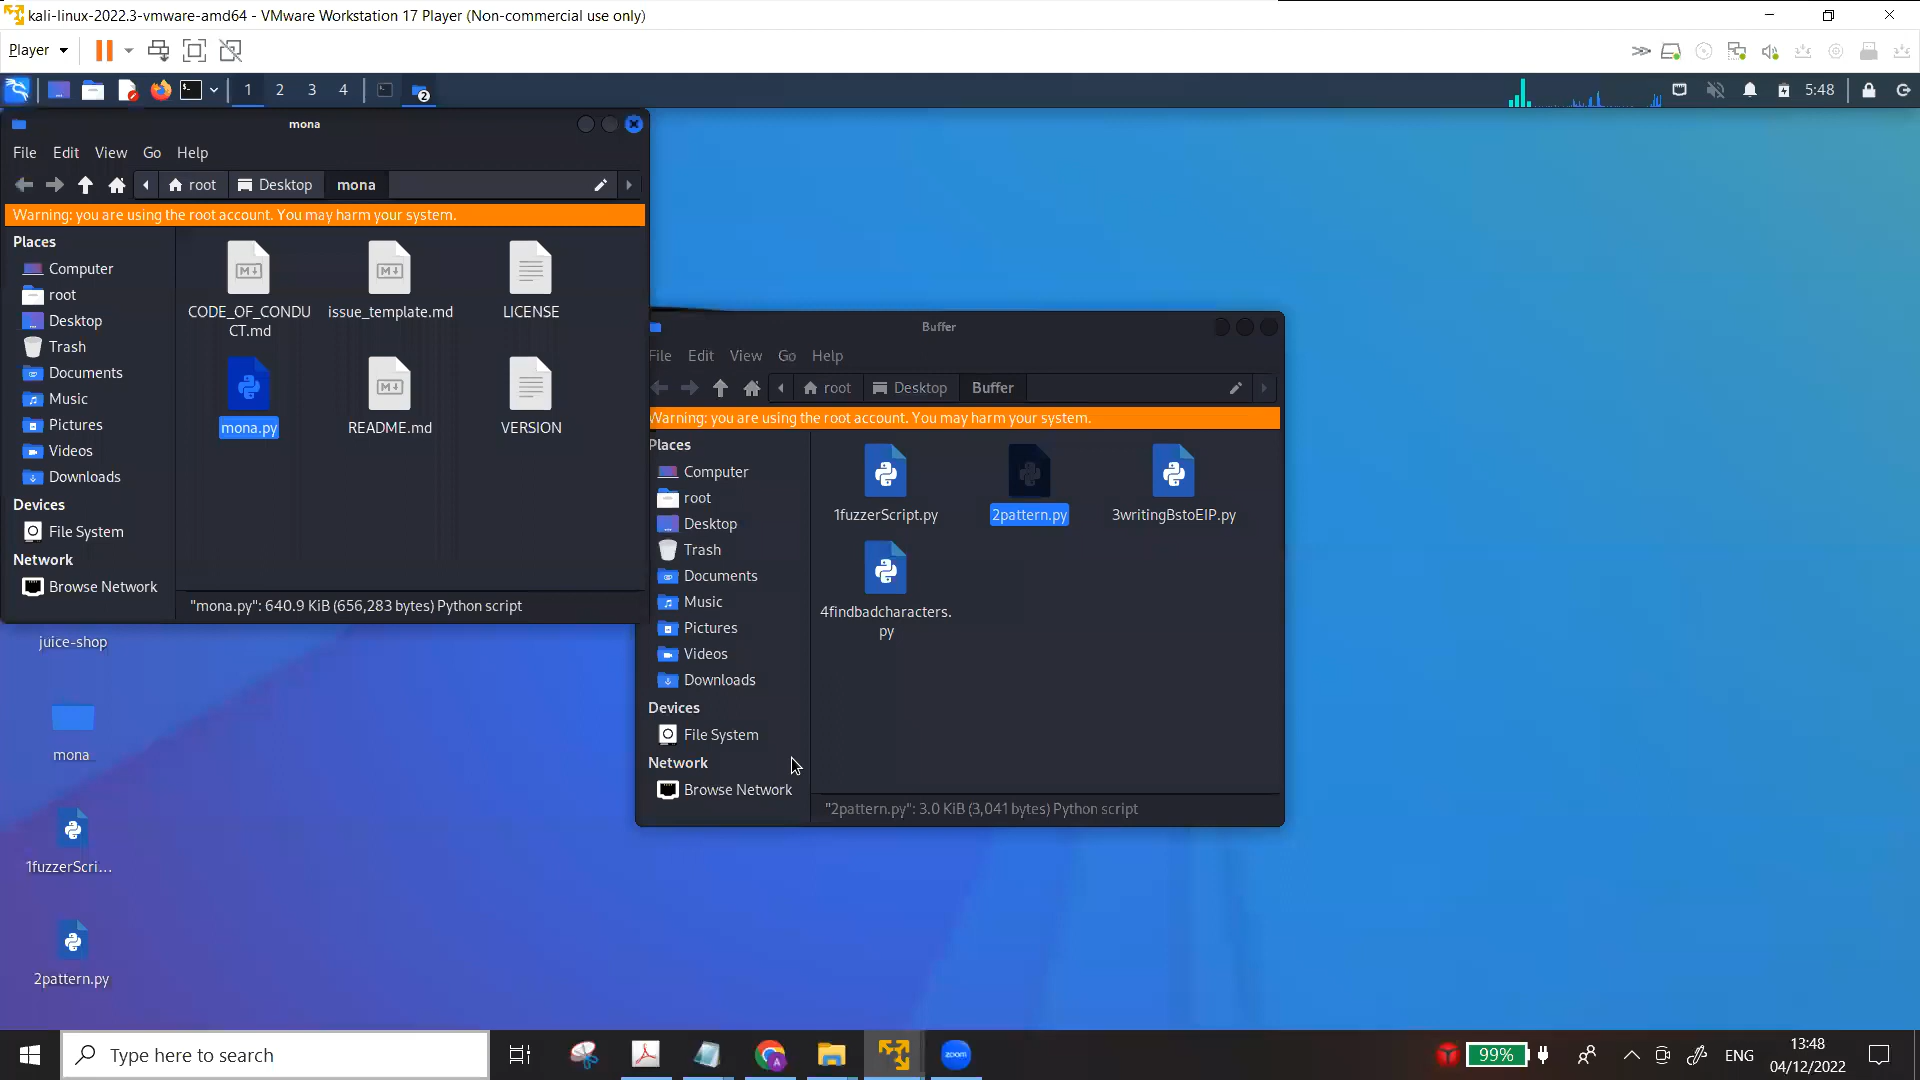 kali-linux-2022.3-vmware-amd64 - VMware Workstation 17 Player (Non-commercial use only)
Player
1 2 3 4
2
5:48
mona
File Edit View Go Help
root Desktop mona
Warning: you are using the root account. You may harm your system.
Places
Computer
root
Desktop
Trash
Documents
Music
Pictures
Videos
Downloads
Devices
File System
Network
Browse Network
CODE_OF_CONDU
CT.md
issue_template.md
LICENSE
mona.py
README.md
VERSION
"mona.py": 640.9 KiB (656,283 bytes) Python script
Buffer
File Edit View Go Help
root Desktop Buffer
Warning: you are using the root account. You may harm your system.
Places
Computer
root
Desktop
Trash
Documents
Music
Pictures
Videos
Downloads
Devices
File System
Network
Browse Network
1fuzzerScript.py
2pattern.py
3writingBstoEIP.py
4findbadcharacters.
py
"2pattern.py": 3.0 KiB (3,041 bytes) Python script
juice-shop
mona
1fuzzerScri...
2pattern.py
Type here to search
zoom
99%
ENG
13:48
04/12/2022